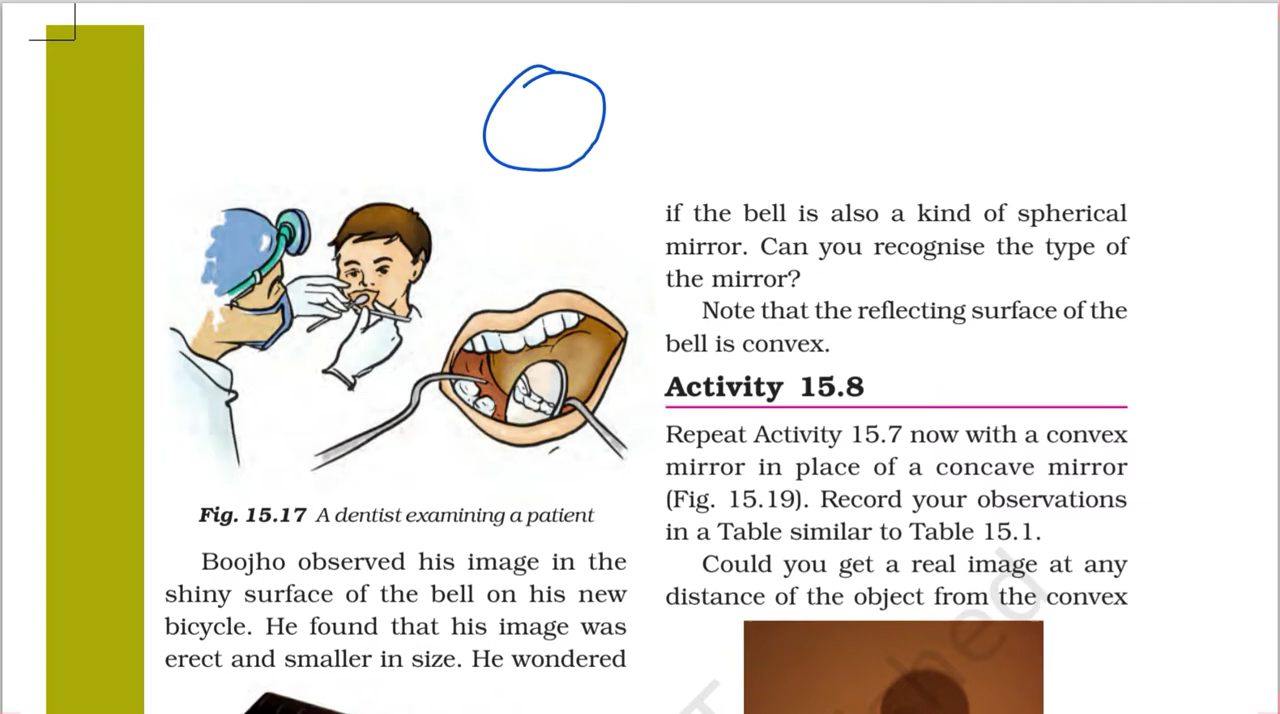 Fig. 15.17 A dentist examining a patient
Boojho observed his image in the
shiny surface of the bell on his new
bicycle. He found that his image was
erect and smaller in size. He wondered
if the bell is also a kind of spherical
mirror. Can you recognise the type of
the mirror?
Note that the reflecting surface of the
bell is convex.
Activity 15.8
Repeat Activity 15.7 now with a convex
mirror in place of a concave mirror
(Fig. 15.19). Record your observations
in a Table similar to Table 15.1.
Could you get a real image at any
distance of the object from the convex